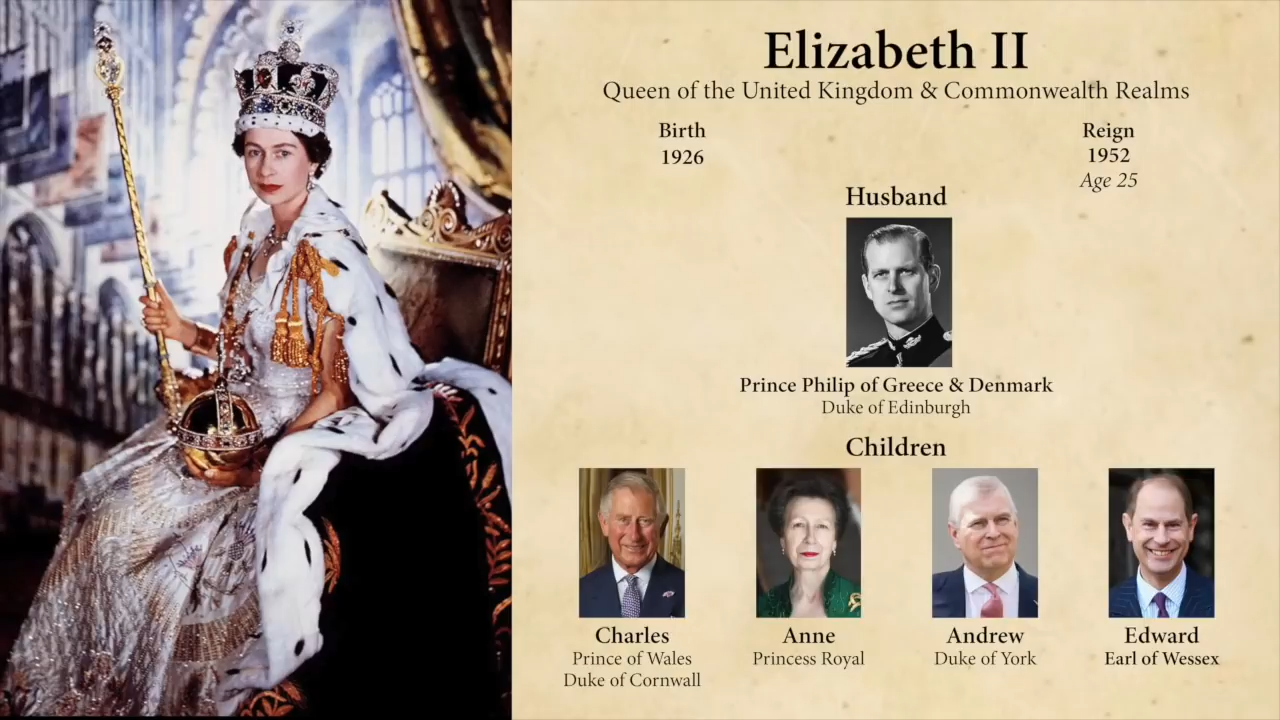 Elizabeth II
Queen of the United Kingdom & Commonwealth Realms
Birth
1926
Reign
1952
Age 25
Husband
Prince Philip of Greece & Denmark
Duke of Edinburgh
Children
Charles
Prince of Wales
Duke of Cornwall
Anne
Princess Royal
Andrew
Duke of York
Edward
Earl of Wessex